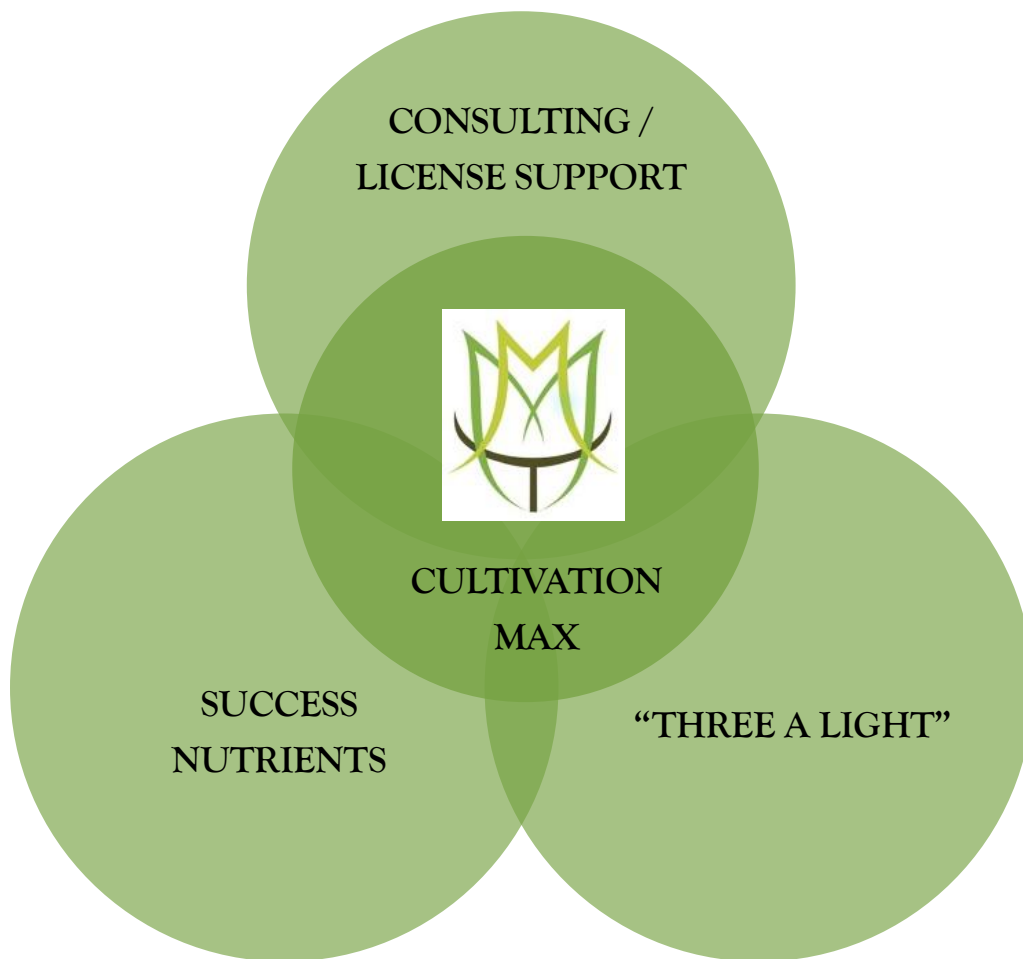 CONSULTING /
LICENSE SUPPORT
CULTIVATION
MAX
SUCCESS
NUTRIENTS
“THREE A LIGHT”